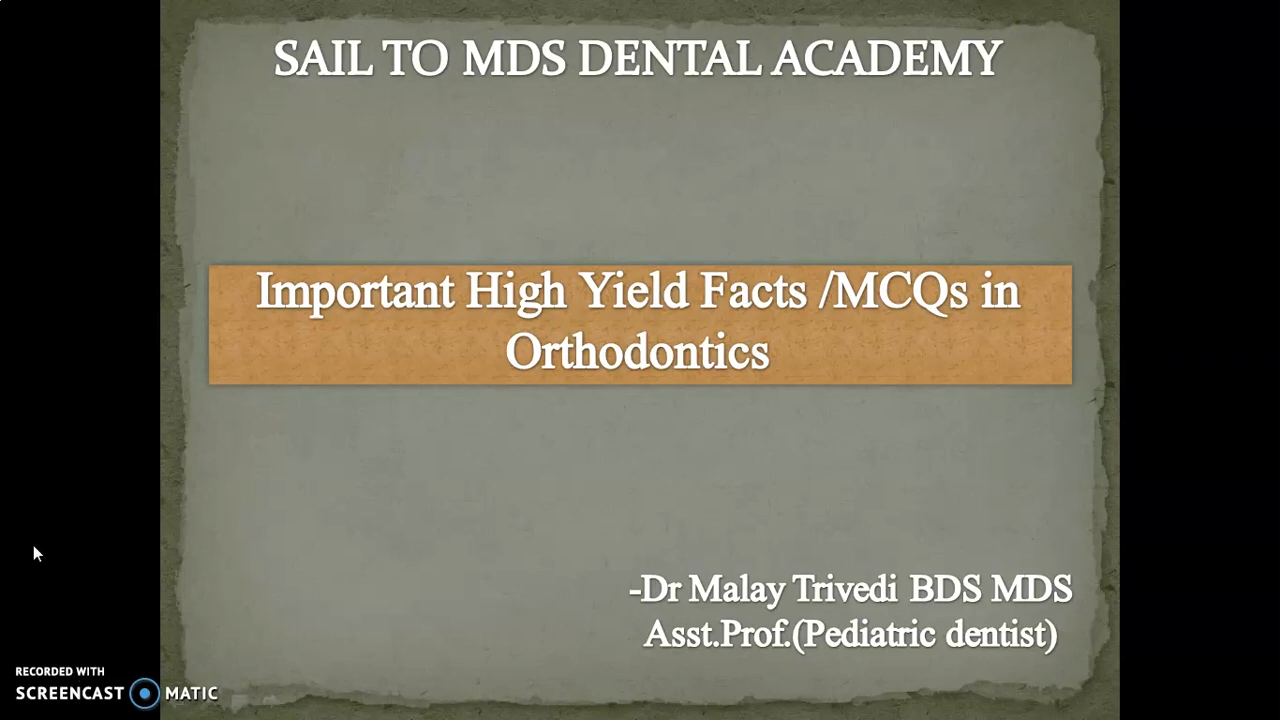 SAIL TO MDS DENTAL ACADEMY
Important High Yield Facts /MCQs in
Orthodontics
-Dr Malay Trivedi BDS MDS
Asst.Prof.(Pediatric dentist)
RECORDED WITH
SCREENCAST MATIC